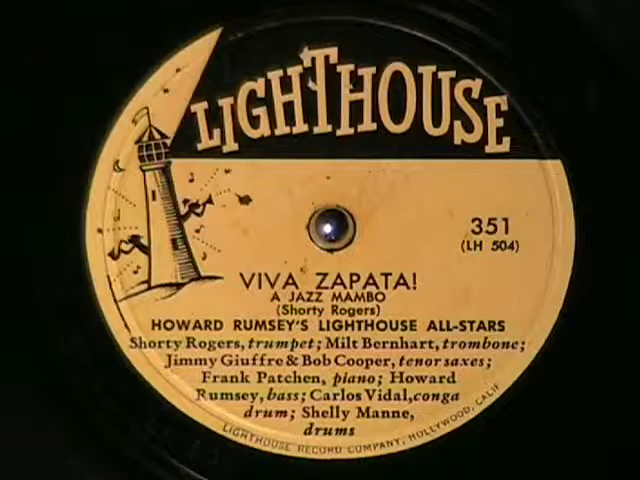 LIGHTHOUSE
351
(LH 504)
VIVA ZAPATA!
A JAZZ MAMBO
(Shorty Rogers)
HOWARD RUMSEY'S LIGHTHOUSE ALL-STARS
Shorty Rogers, trumpet; Milt Bernhart, trombone;
Jimmy Giuffre & Bob Cooper, tenor saxes;
Frank Patchen, piano; Howard
Rumsey, bass; Carlos Vidal, conga
drum; Shelly Manne,
drums
LIGHTHOUSE RECORD COMPANY, HOLLYWOOD, CALIF